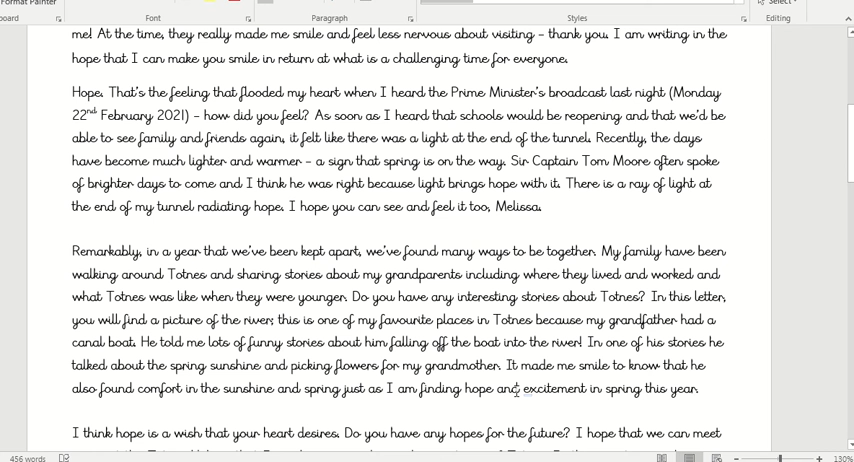 Format Painter
Select
board
Font
Paragraph
Styles
Editing
me! At the time, they really made me smile and feel less nervous about visiting – thank you. I am writing in the
hope that I can make you smile in return at what is a challenging time for everyone.
Hope. That's the feeling that flooded my heart when I heard the Prime Minister's broadcast last night (Monday
22nd February 2021) – how did you feel? As soon as I heard that schools would be reopening and that we'd be
able to see family and friends again, it felt like there was a light at the end of the tunnel. Recently, the days
have become much lighter and warmer – a sign that spring is on the way. Sir Captain Tom Moore often spoke
of brighter days to come and I think he was right because light brings hope with it. There is a ray of light at
the end of my tunnel radiating hope. I hope you can see and feel it too, Melissa.
Remarkably, in a year that we've been kept apart, we've found many ways to be together. My family have been
walking around Totnes and sharing stories about my grandparents including where they lived and worked and
what Totnes was like when they were younger. Do you have any interesting stories about Totnes? In this letter,
you will find a picture of the river; this is one of my favourite places in Totnes because my grandfather had a
canal boat. He told me lots of funny stories about him falling off the boat into the river! In one of his stories he
talked about the spring sunshine and picking flowers for my grandmother. It made me smile to know that he
also found comfort in the sunshine and spring just as I am finding hope and excitement in spring this year.
I think hope is a wish that your heart desires. Do you have any hopes for the future? I hope that we can meet
456 words
130%